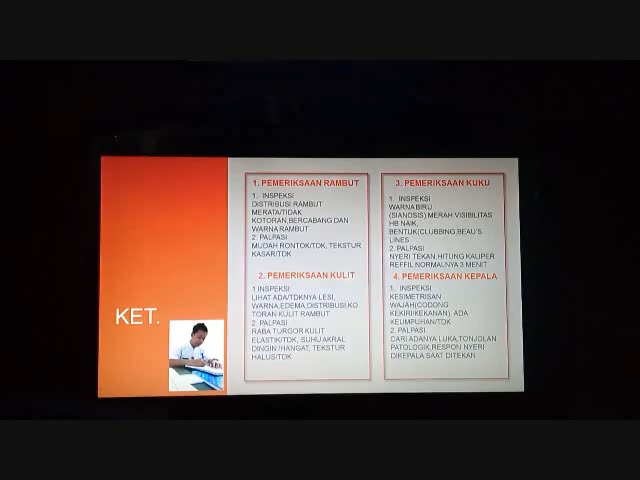 KET.
1. PEMERIKSAAN RAMBUT
1. INSPEKSI
DISTRIBUSI RAMBUT
MERATA/TIDAK
KOTORAN,BERCABANG DAN
WARNA RAMBUT
2. PALPASI
MUDAH RONTOK/TDK, TEKSTUR
KASAR/TDK
2. PEMERIKSAAN KULIT
1 INSPEKSI:
LIHAT ADA/TDKNYA LESI,
WARNA,EDEMA,DISTRIBUSI,KO
TORAN KULIT RAMBUT
2. PALPASI
RABA TURGOR KULIT
ELASTIK/TDK, SUHU AKRAL
DINGIN /HANGAT, TEKSTUR
HALUS/TDK
3. PEMERIKSAAN KUKU
1. INSPEKSI
WARNA BIRU
(SIANOSIS) MERAH VISIBILITAS
HB NAIK,
BENTUK(CLUBBING,BEAU'S
LINES
2. PALPASI
NYERI TEKAN,HITUNG KALIPER
REFFIL NORMALNYA 3 MENIT
4. PEMERIKSAAN KEPALA
1. INSPEKSI
KESIMETRISAN
WAJAH(CODONG
KEKIRI/KEKANAN), ADA
KEUMPUHAN/TDK
2. PALPASI
CARI ADANYA LUKA,TONJOLAN
PATOLOGIK,RESPON NYERI
DIKEPALA SAAT DITEKAN